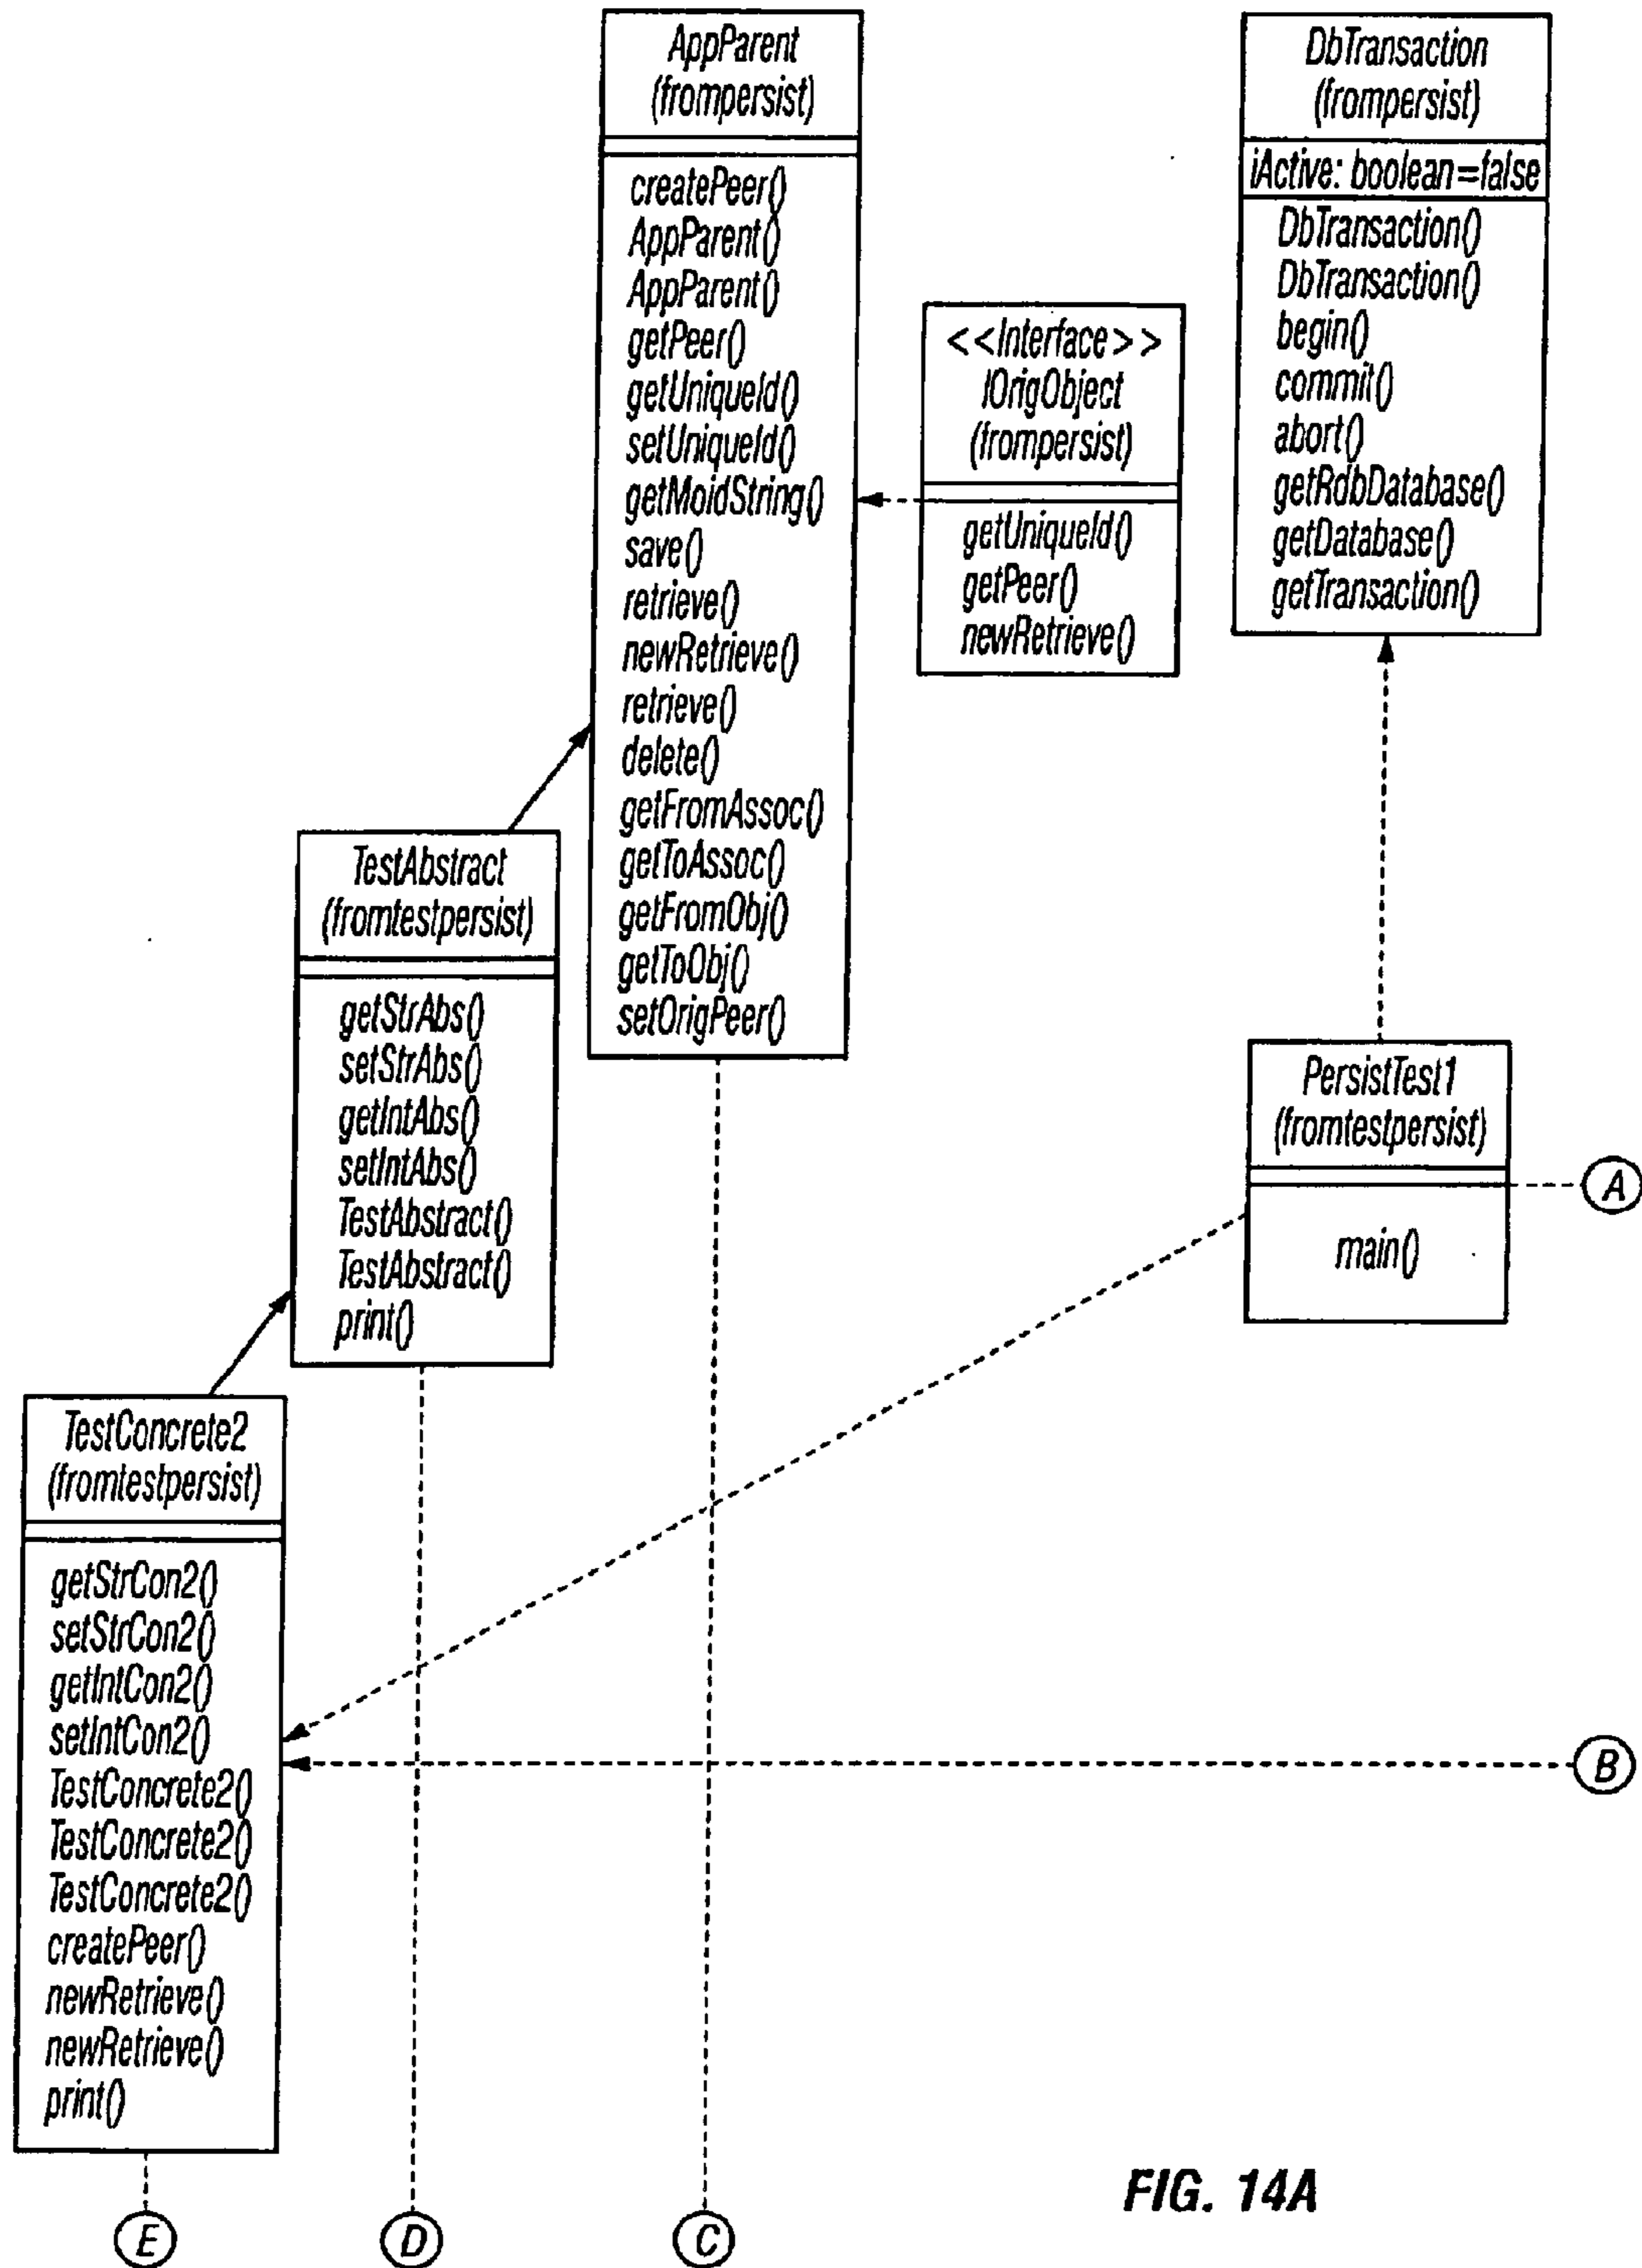 AppParent
(frompersist)
createPeer()
AppParent()
AppParent()
getPeer()
getUniqueId()
setUniqueId()
getMoidString()
save()
retrieve()
newRetrieve()
retrieve()
delete()
getFromAssoc()
getToAssoc()
getFromObj()
getToObj()
setOrigPeer()
<<Interface>>
IOrigObject
(frompersist)
getUniqueId()
getPeer()
newRetrieve()
DbTransaction
(frompersist)
iActive: boolean=false
DbTransaction()
DbTransaction()
begin()
commit()
abort()
getRdbDatabase()
getDatabase()
getTransaction()
TestAbstract
(fromtestpersist)
getStrAbs()
setStrAbs()
getIntAbs()
setIntAbs()
TestAbstract()
TestAbstract()
print()
PersistTest1
(fromtestpersist)
main()
A
TestConcrete2
(fromtestpersist)
getStrCon2()
setStrCon2()
getIntCon2()
setIntCon2()
TestConcrete2()
TestConcrete2()
TestConcrete2()
createPeer()
newRetrieve()
newRetrieve()
print()
B
E
D
C
FIG. 14A